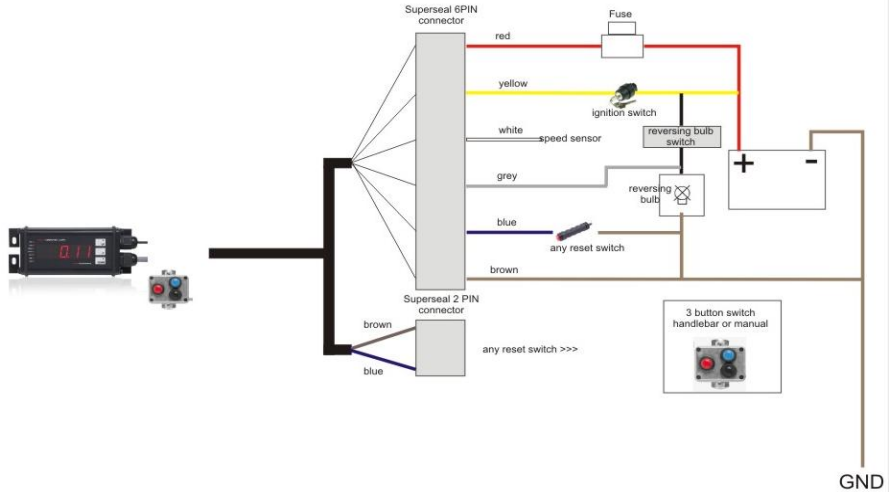 Superseal 6PIN
connector
Fuse
red
yellow
ignition switch
white
speed sensor
reversing bulb
switch
+
-
grey
reversing
bulb
blue
any reset switch
brown
Superseal 2 PIN
connector
brown
any reset switch >>>
blue
3 button switch
handlebar or manual
0.11
GND